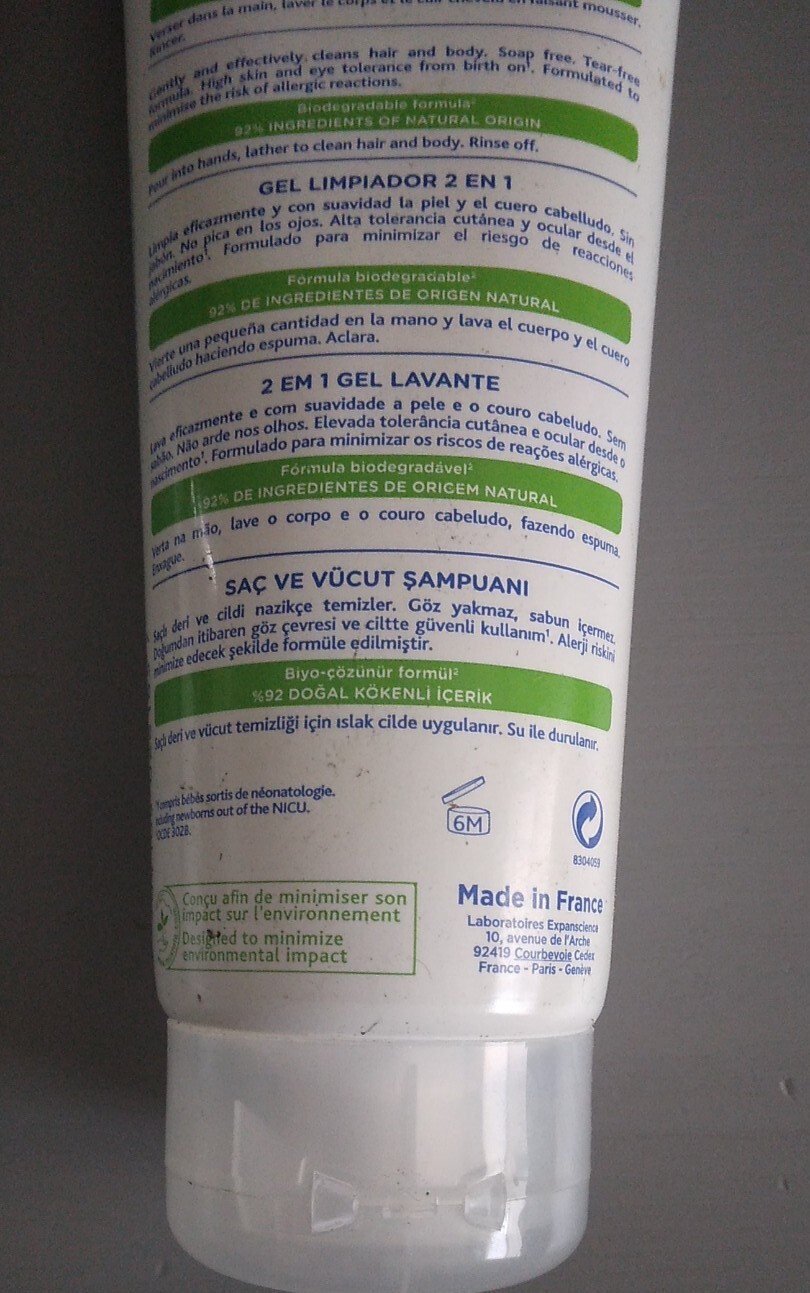 Verser dans la main, laver le corps et le cuir chevelu en faisant mousser.
Rincer.
Gently and effectively cleans hair and body. Soap free. Tear-free
formula. High skin and eye tolerance from birth on¹. Formulated to
minimise the risk of allergic reactions.
Biodegradable formula²
92% INGREDIENTS OF NATURAL ORIGIN
Pour into hands, lather to clean hair and body. Rinse off.
GEL LIMPIADOR 2 EN 1
Limpia eficazmente y con suavidad la piel y el cuero cabelludo. Sin
jabón. No pica en los ojos. Alta tolerancia cutánea y ocular desde el
nacimiento¹. Formulado para minimizar el riesgo de reacciones
alérgicas.
Fórmula biodegradable²
92% DE INGREDIENTES DE ORIGEN NATURAL
Vierte una pequeña cantidad en la mano y lava el cuerpo y el cuero
cabelludo haciendo espuma. Aclara.
2 EM 1 GEL LAVANTE
Lava eficazmente e com suavidade a pele e o couro cabeludo. Sem
sabão. Não arde nos olhos. Elevada tolerância cutânea e ocular desde o
nascimento¹. Formulado para minimizar os riscos de reações alérgicas.
Fórmula biodegradável²
92% DE INGREDIENTES DE ORIGEM NATURAL
Verta na mão, lave o corpo e o couro cabeludo, fazendo espuma.
Enxague.
SAÇ VE VÜCUT ŞAMPUANI
Saçlı deri ve cildi nazikçe temizler. Göz yakmaz, sabun içermez.
Doğumdan itibaren göz çevresi ve ciltte güvenli kullanım¹. Alerji riskini
minimize edecek şekilde formüle edilmiştir.
Biyo-çözünür formül²
%92 DOĞAL KÖKENLİ İÇERİK
Saçlı deri ve vücut temizliği için ıslak cilde uygulanır. Su ile durulanır.
Y compris bébés sortis de néonatologie.
Including newborns out of the NICU.
OCDE 302B.
6M
8304059
Conçu afin de minimiser son
impact sur l'environnement
Designed to minimize
environmental impact
Made in France
Laboratoires Expanscience
10, avenue de l'Arche
92419 Courbevoie Cedex
France - Paris - Genève